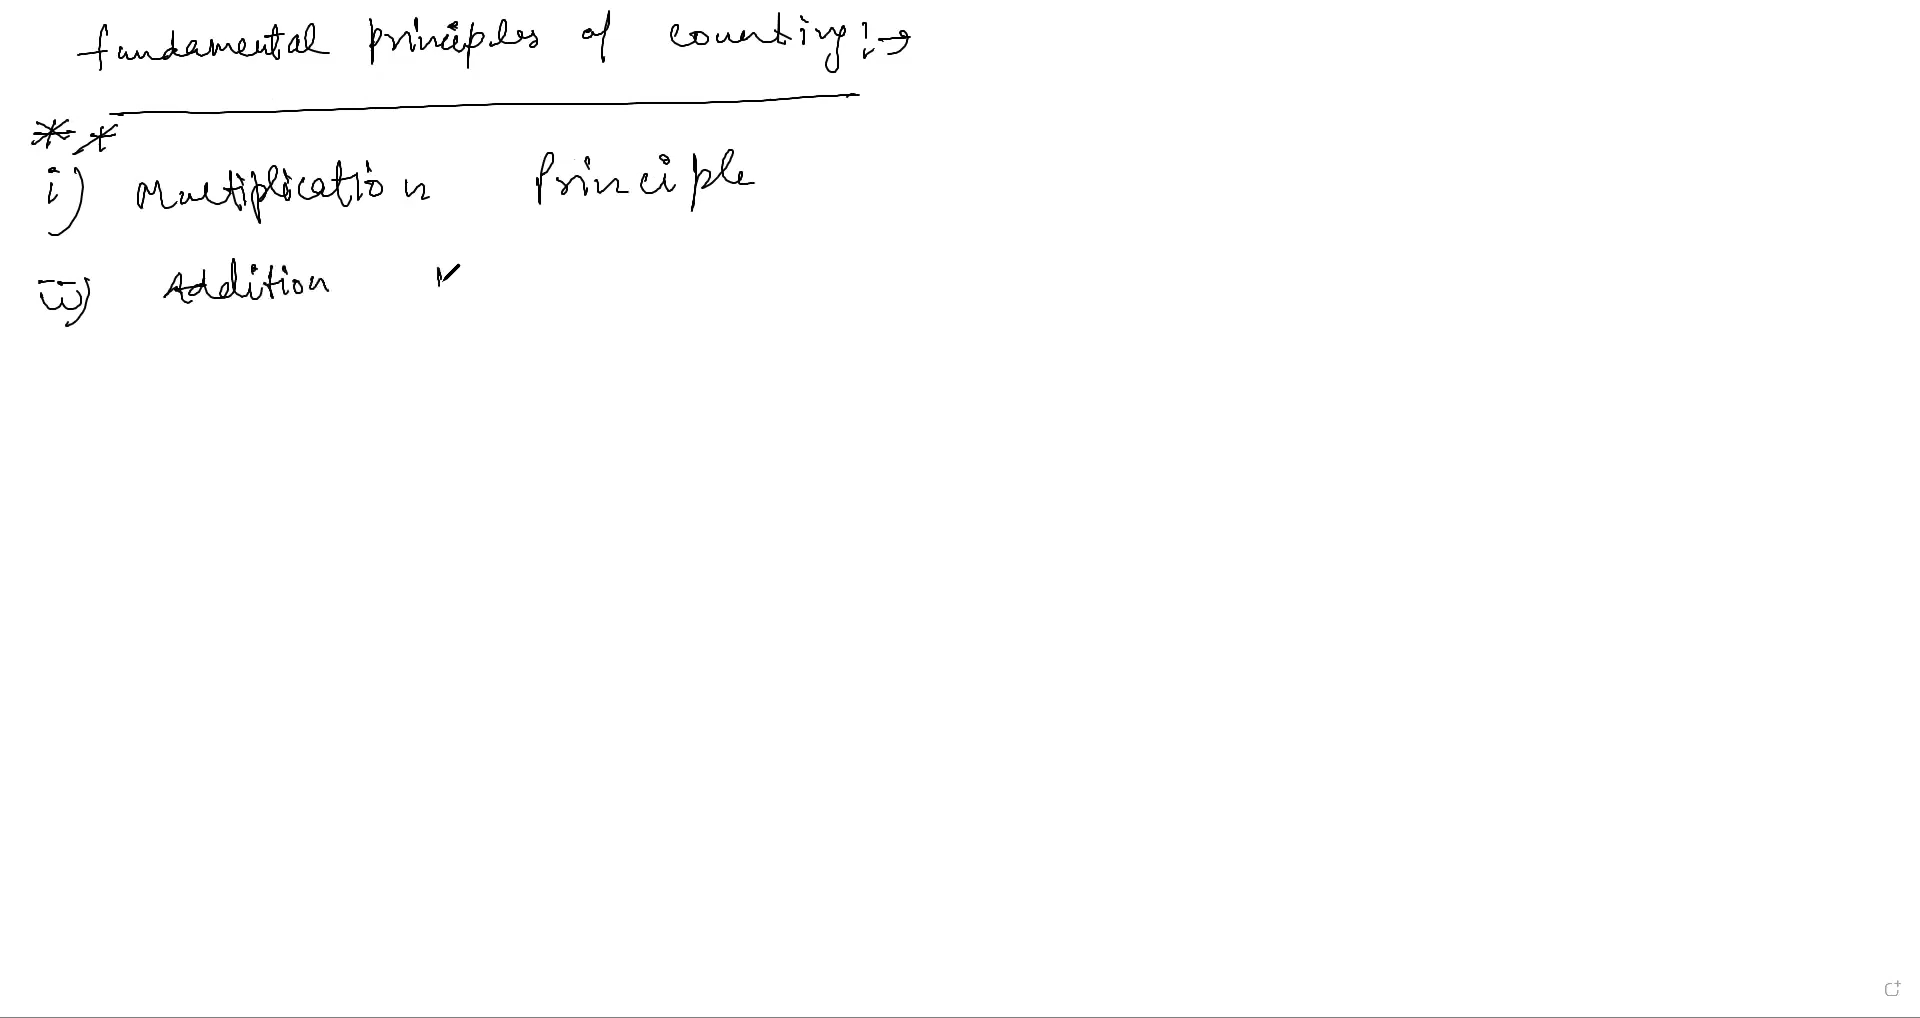 fundamental principles of counting :→
**
i) Multiplication Principle
ii) Addition "